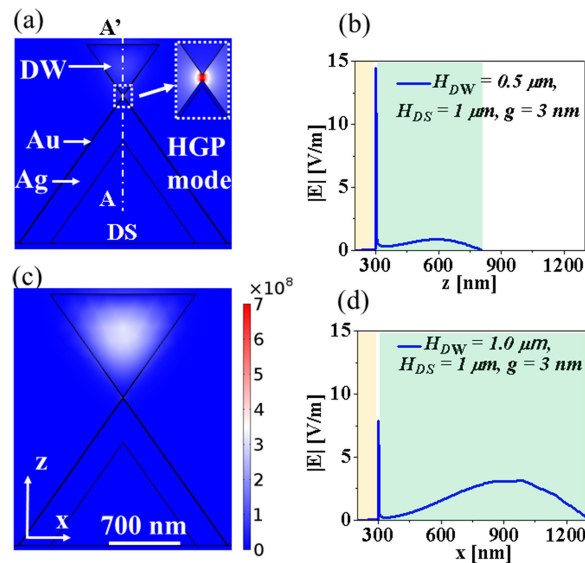 (a)
A'
DW
Au
Ag
A
DS
HGP
mode
(b)
15
10
5
0
|E| [V/m]
H_DW = 0.5 μm,
H_DS = 1 μm, g = 3 nm
300 600 900 1200
z [nm]
(c)
z
x
700 nm
×10⁸
7
6
5
4
3
2
1
0
(d)
15
10
5
0
|E| [V/m]
H_DW = 1.0 μm,
H_DS = 1 μm, g = 3 nm
300 600 900 1200
x [nm]